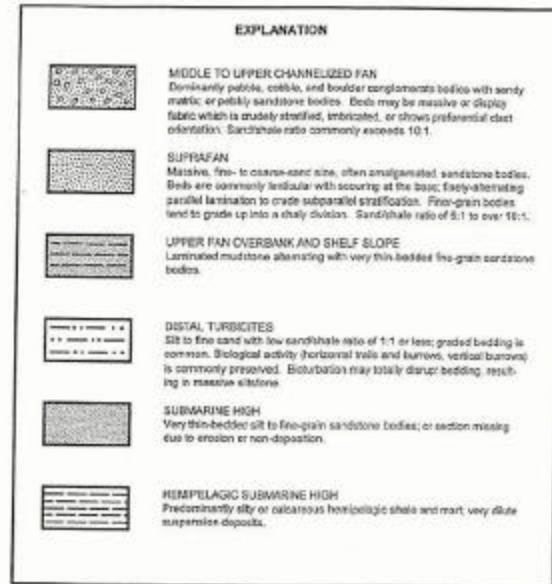 EXPLANATION
MIDDLE TO UPPER CHANNELIZED FAN
Dominantly pebble, cobble, and boulder conglomerate bodies with sandy
matrix; or pebbly sandstone bodies. Beds may be massive or display
fabric which is crudely stratified, imbricated, or shows preferential clast
orientation. Sand/shale ratio commonly exceeds 10:1.
SUPRAFAN
Massive, fine- to coarse-sand size, often amalgamated, sandstone bodies.
Beds are commonly lenticular with scouring at the base; finely-alternating
parallel lamination to crude subparallel stratification. Finer-grain bodies
tend to grade up into a shaly division. Sand/shale ratio of 5:1 to over 10:1.
UPPER FAN OVERBANK AND SHELF SLOPE
Laminated mudstone alternating with very thin-bedded fine-grain sandstone
bodies.
DISTAL TURBICITES
Silt to fine sand with low sand/shale ratio of 1:1 or less; graded bedding is
common. Biological activity (horizontal trails and burrows, vertical burrows)
is commonly preserved. Bioturbation may totally disrupt bedding, result-
ing in massive siltstone.
SUBMARINE HIGH
Very thin-bedded silt to fine-grain sandstone bodies; or section missing
due to erosion or non-deposition.
HEMIPELAGIC SUBMARINE HIGH
Predominantly silty or calcareous hemipelagic shale and marl; very dilute
suspension deposits.